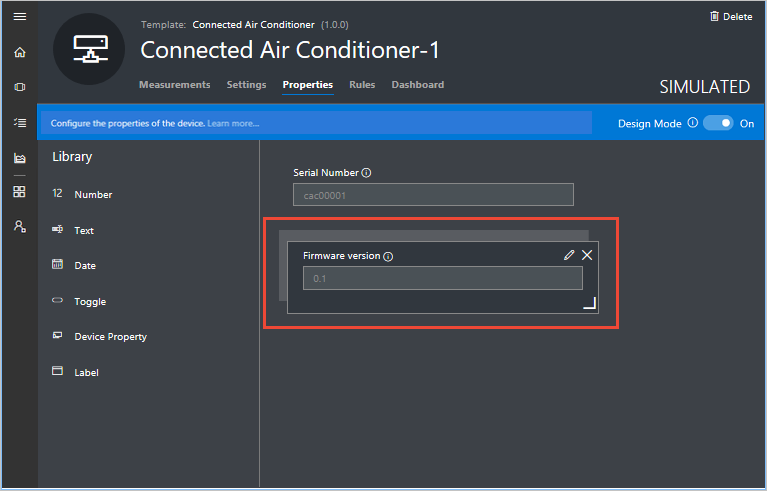 Template: Connected Air Conditioner (1.0.0)
Delete
Connected Air Conditioner-1
Measurements Settings Properties Rules Dashboard
SIMULATED
Configure the properties of the device. Learn more...
Design Mode On
Library
12 Number
Text
Date
Toggle
Device Property
Label
Serial Number
cac00001
Firmware version
0.1